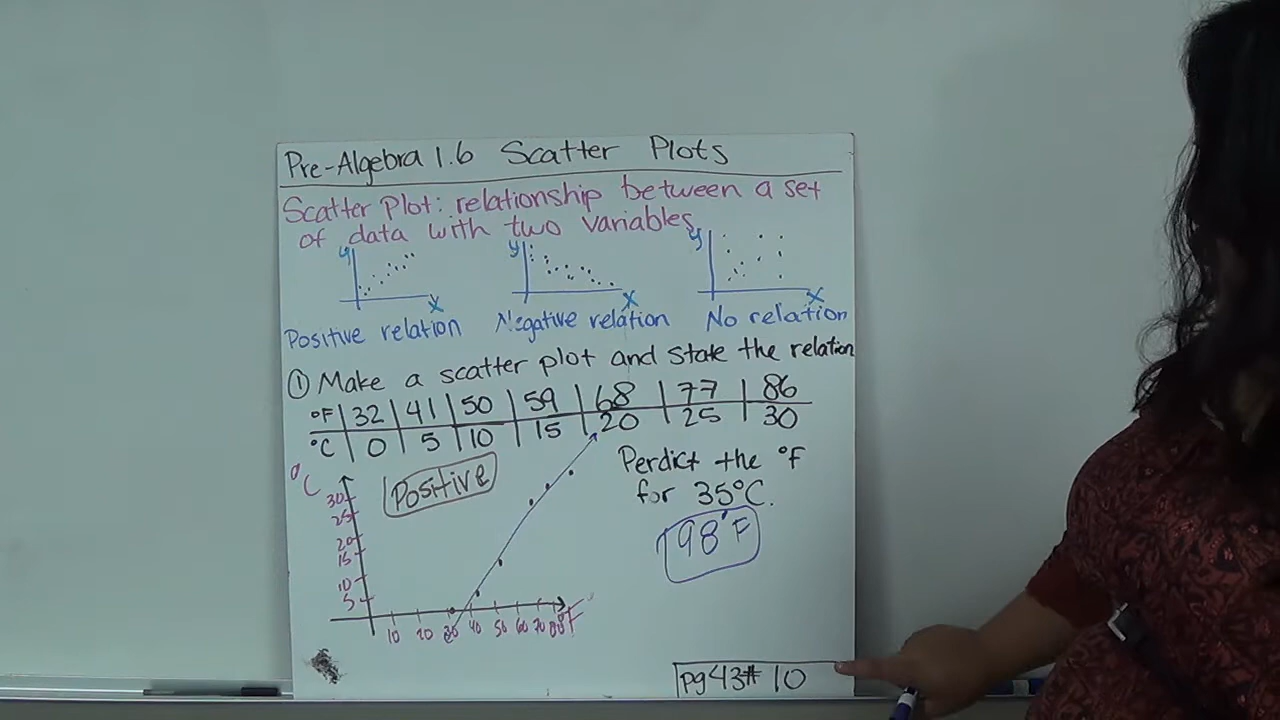 Pre-Algebra 1.6 Scatter Plots
Scatter Plot: relationship between a set
of data with two variables
y y y
x x x
Positive relation Negative relation No relation
① Make a scatter plot and state the relation
°F 32 41 50 59 68 77 86
°C 0 5 10 15 20 25 30
°C Positive
Perdict the °F
for 35°C.
98°F
30
25
20
15
10
5
10 20 30 40 50 60 70 80 °F
pg43# 10